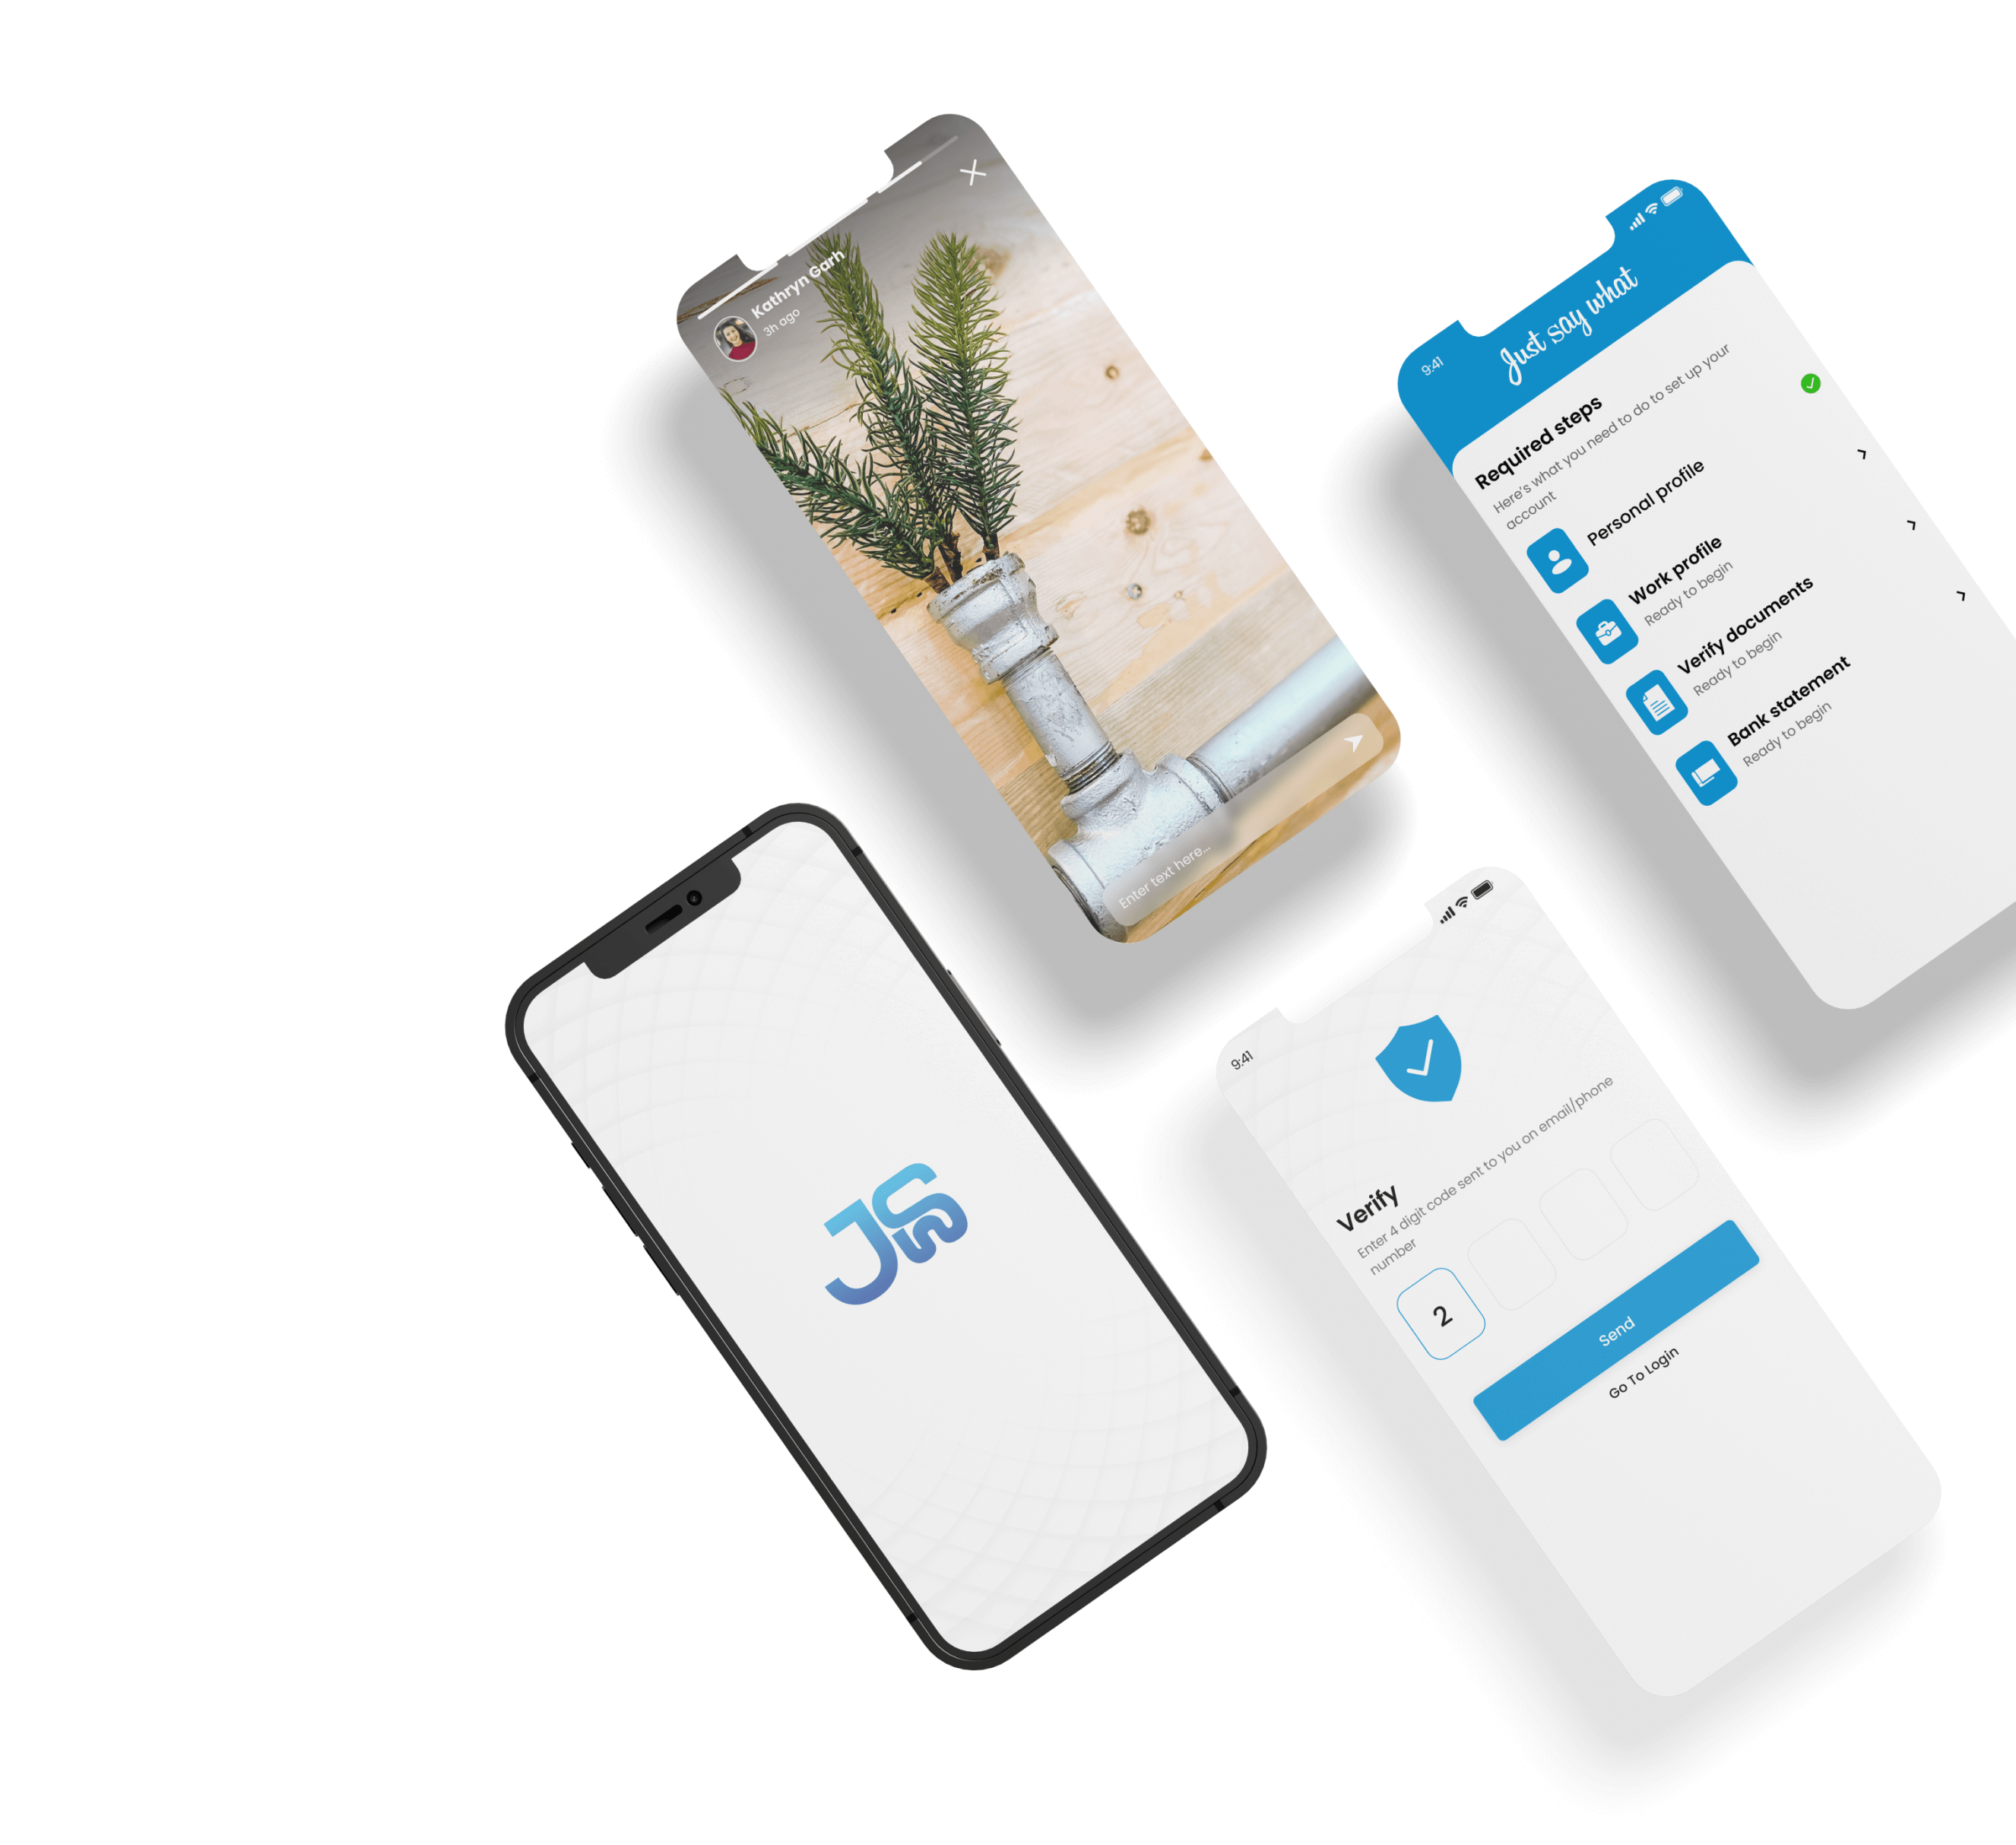 Kathryn Garh
3h ago
Enter text here...
9:41
Just say what
Required steps
Here's what you need to do to set up your
account
Personal profile
Work profile
Ready to begin
Verify documents
Ready to begin
Bank statement
Ready to begin
JSW
9:41
Verify
Enter 4 digit code sent to you on email/phone
number
2
Send
Go To Login